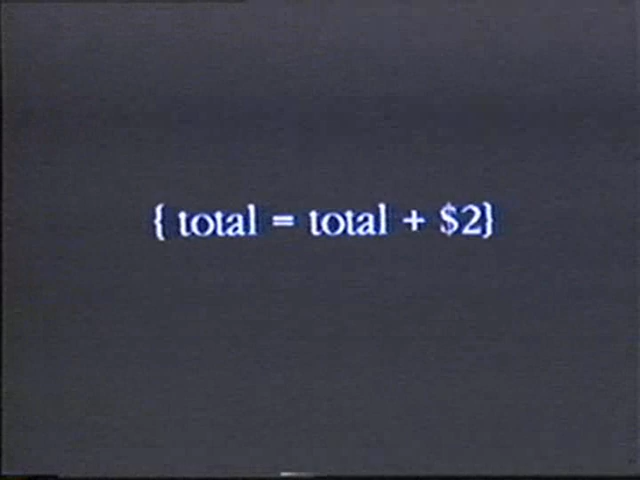 { total = total + $2}